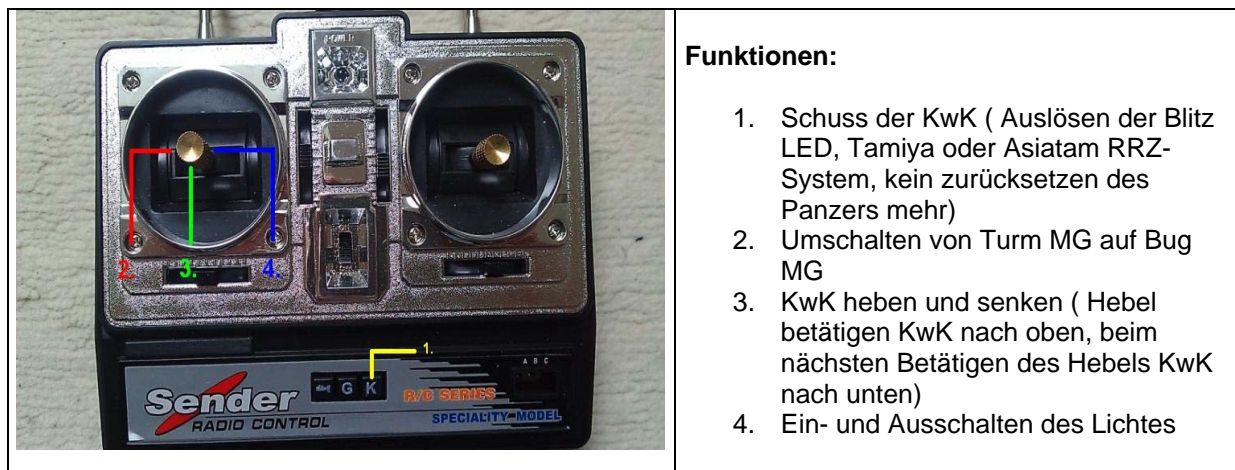 POWER
2.
3.
4.
1.
A B C
Sender
RADIO CONTROL
G K
R/C SERIES
SPECIALITY MODEL
Funktionen:
1. Schuss der KwK ( Auslösen der Blitz
LED, Tamiya oder Asiatam RRZ-
System, kein zurücksetzen des
Panzers mehr)
2. Umschalten von Turm MG auf Bug
MG
3. KwK heben und senken ( Hebel
betätigen KwK nach oben, beim
nächsten Betätigen des Hebels KwK
nach unten)
4. Ein- und Ausschalten des Lichtes